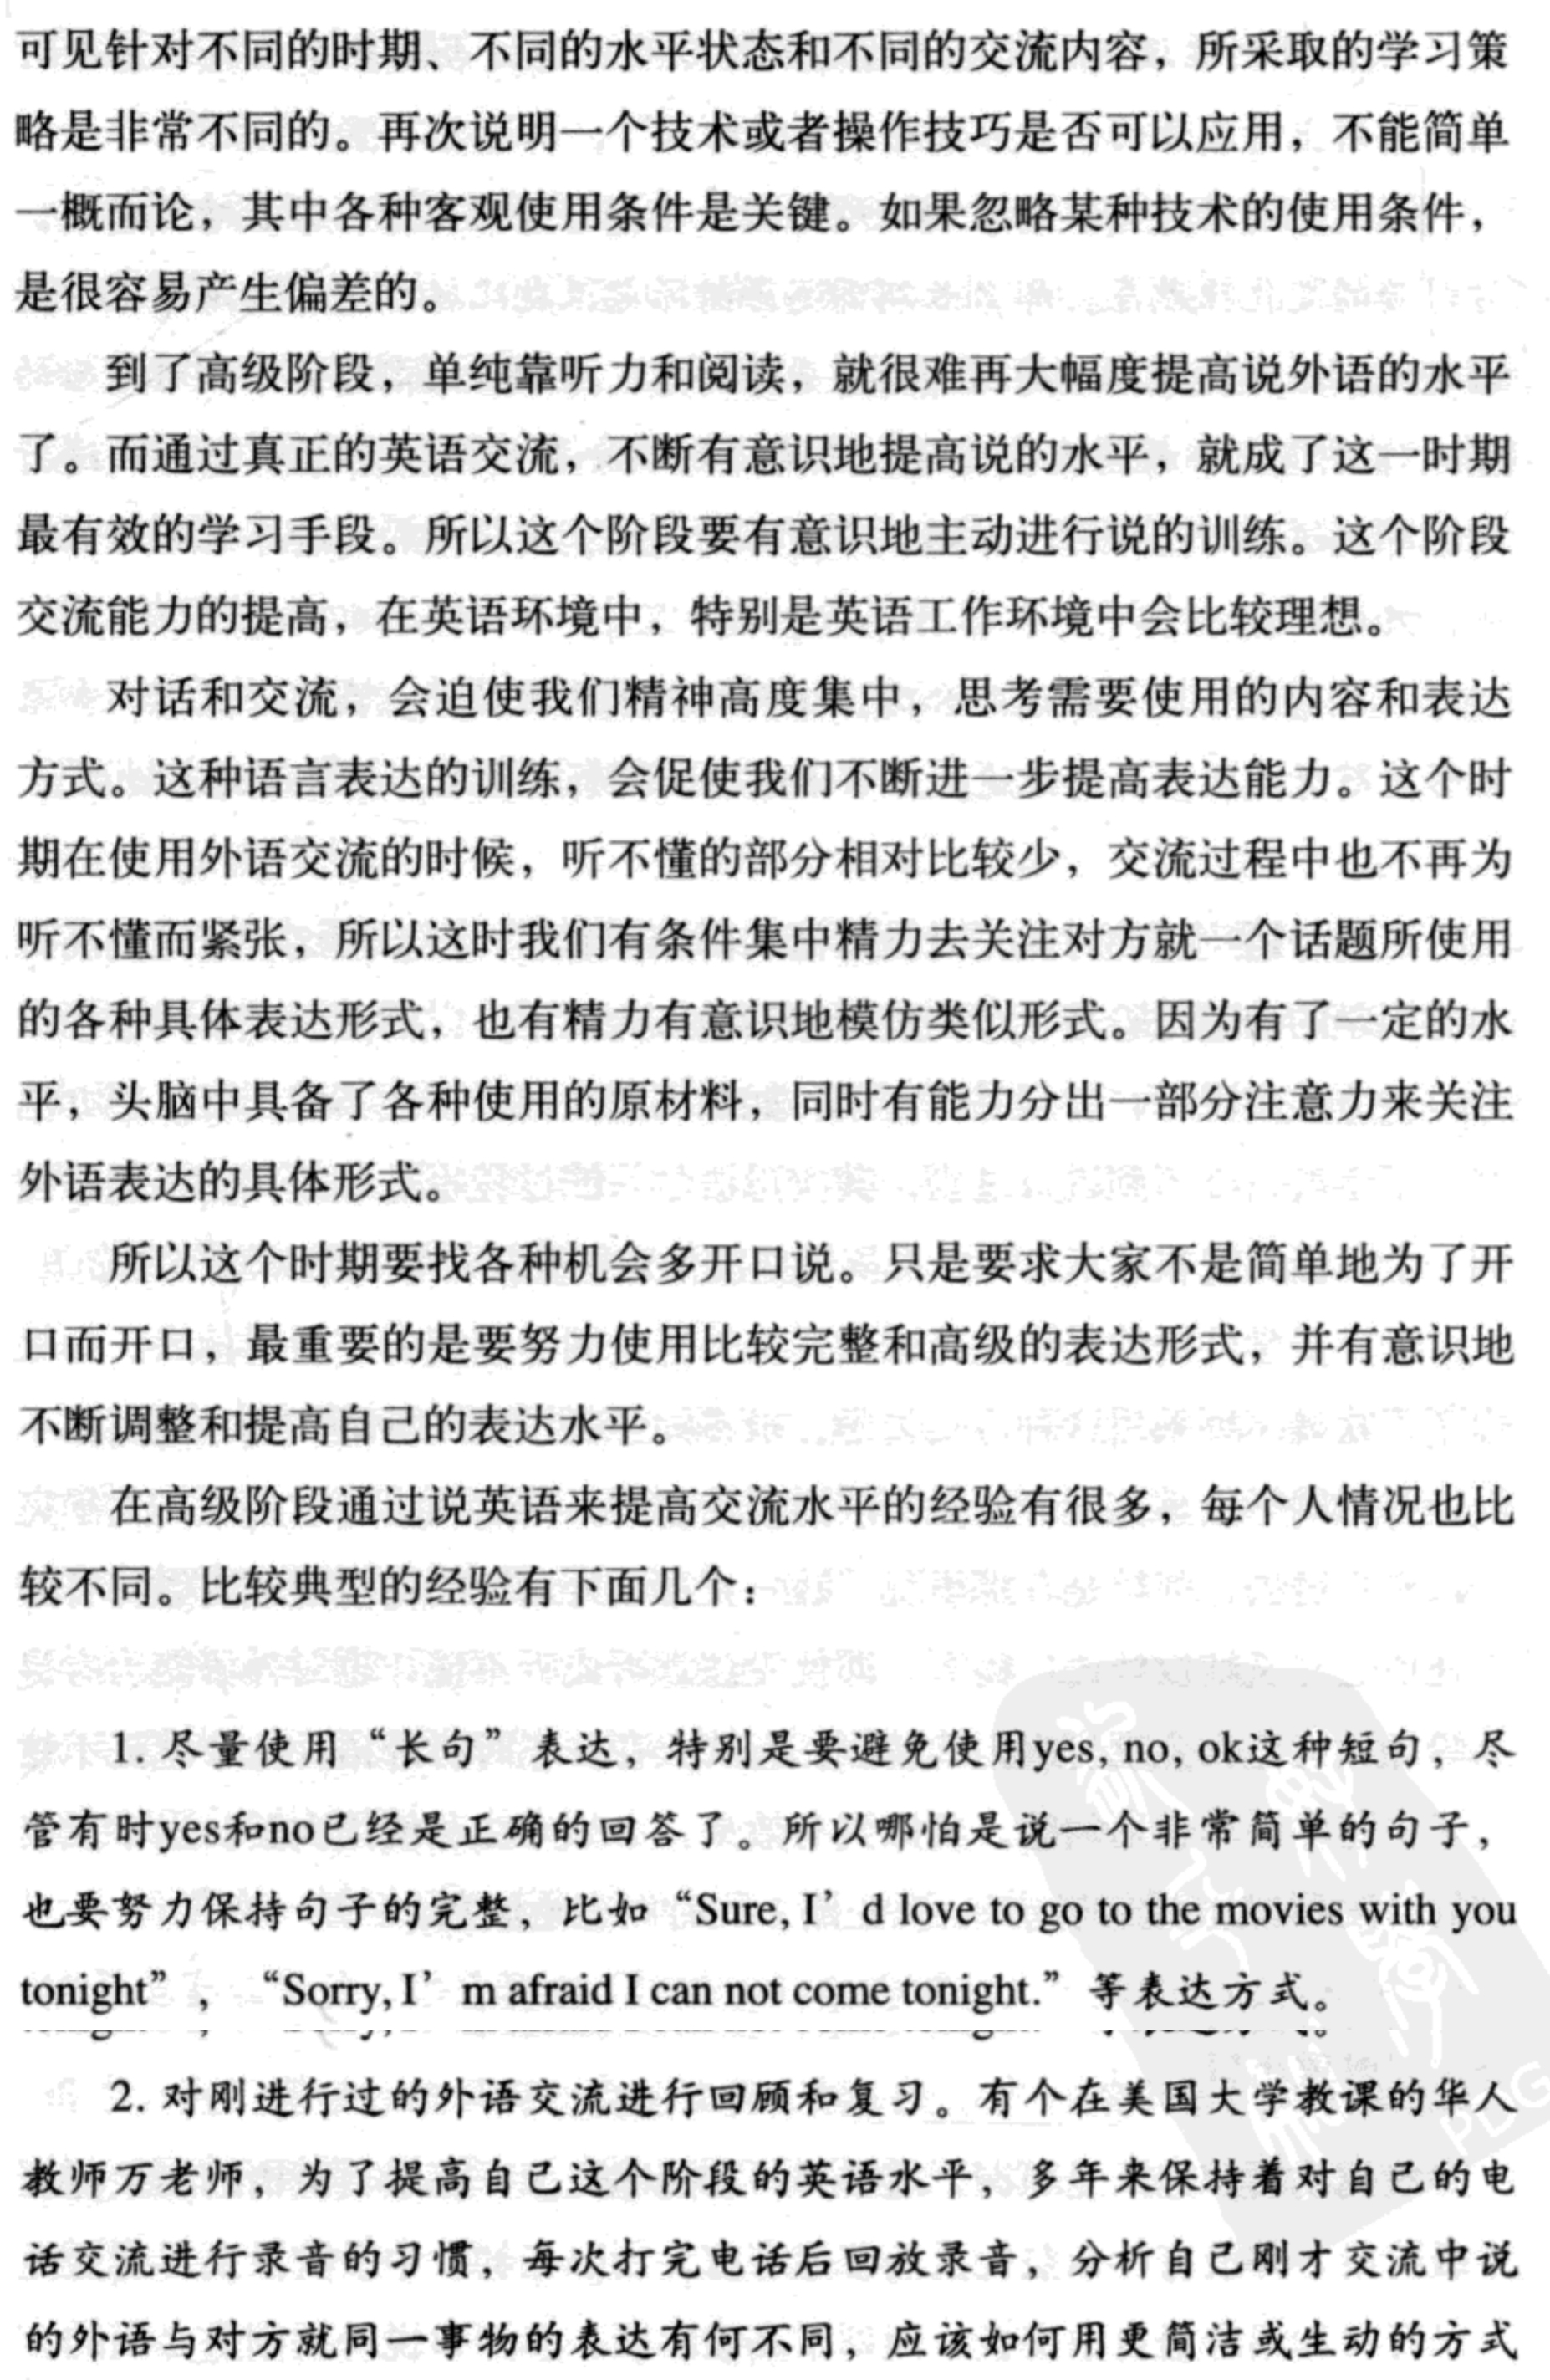 可见针对不同的时期、不同的水平状态和不同的交流内容，所采取的学习策
略是非常不同的。再次说明一个技术或者操作技巧是否可以应用，不能简单
一概而论，其中各种客观使用条件是关键。如果忽略某种技术的使用条件，
是很容易产生偏差的。
到了高级阶段，单纯靠听力和阅读，就很难再大幅度提高说外语的水平
了。而通过真正的英语交流，不断有意识地提高说的水平，就成了这一时期
最有效的学习手段。所以这个阶段要有意识地主动进行说的训练。这个阶段
交流能力的提高，在英语环境中，特别是英语工作环境中会比较理想。
对话和交流，会迫使我们精神高度集中，思考需要使用的内容和表达
方式。这种语言表达的训练，会促使我们不断进一步提高表达能力。这个时
期在使用外语交流的时候，听不懂的部分相对比较少，交流过程中也不再为
听不懂而紧张，所以这时我们有条件集中精力去关注对方就一个话题所使用
的各种具体表达形式，也有精力有意识地模仿类似形式。因为有了一定的水
平，头脑中具备了各种使用的原材料，同时有能力分出一部分注意力来关注
外语表达的具体形式。
所以这个时期要找各种机会多开口说。只是要求大家不是简单地为了开
口而开口，最重要的是要努力使用比较完整和高级的表达形式，并有意识地
不断调整和提高自己的表达水平。
在高级阶段通过说英语来提高交流水平的经验有很多，每个人情况也比
较不同。比较典型的经验有下面几个：
1. 尽量使用“长句”表达，特别是要避免使用yes, no, ok这种短句，尽
管有时yes和no已经是正确的回答了。所以哪怕是说一个非常简单的句子，
也要努力保持句子的完整，比如“Sure, I’d love to go to the movies with you
tonight”，“Sorry, I’m afraid I can not come tonight.”等表达方式。
2. 对刚进行过的外语交流进行回顾和复习。有个在美国大学教课的华人
教师万老师，为了提高自己这个阶段的英语水平，多年来保持着对自己的电
话交流进行录音的习惯，每次打完电话后回放录音，分析自己刚才交流中说
的外语与对方就同一事物的表达有何不同，应该如何用更简洁或生动的方式